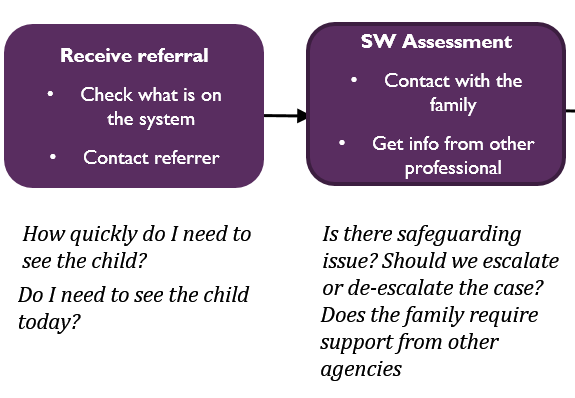 Receive referral
• Check what is on
the system
• Contact referrer
SW Assessment
• Contact with the
family
• Get info from other
professional
How quickly do I need to
see the child?
Do I need to see the child
today?
Is there safeguarding
issue? Should we escalate
or de-escalate the case?
Does the family require
support from other
agencies